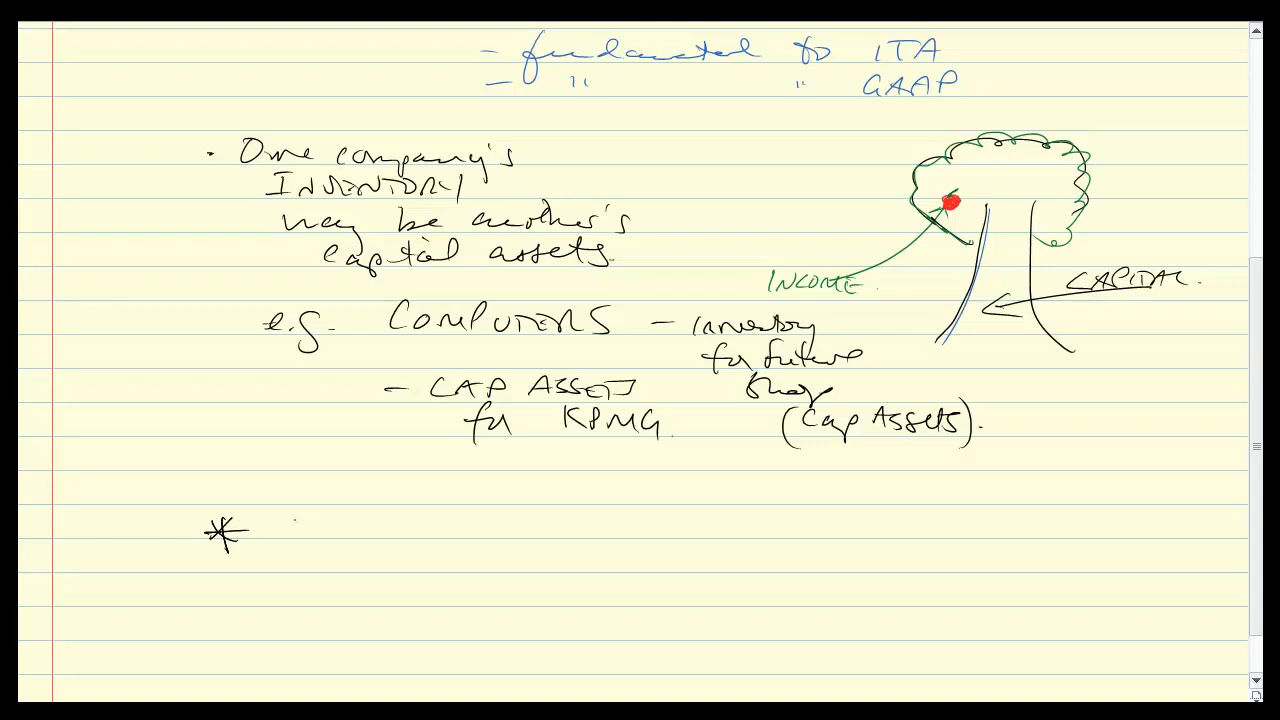 - fundamental to ITA
- " " GAAP
· One company's
INVENTORY
may be another's
capital assets.
INCOME.
CAPITAL.
e.g. COMPUTERS - inventory
for future
shop
- CAP ASSETS
for KPMG.
(Cap Assets).
*